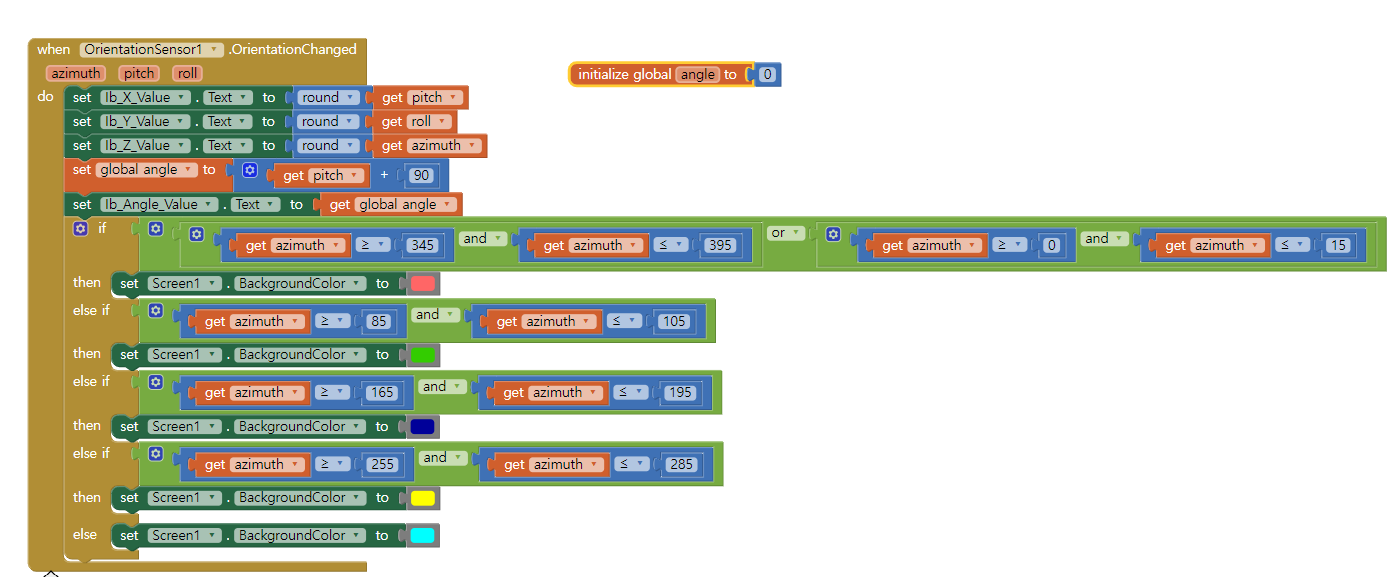 when OrientationSensor1 .OrientationChanged
initialize global angle to 0
azimuth pitch roll
do set lb_X_Value . Text to round get pitch
set lb_Y_Value . Text to round get roll
set lb_Z_Value . Text to round get azimuth
set global angle to get pitch + 90
set lb_Angle_Value . Text to get global angle
if get azimuth ≥ 345 and get azimuth ≤ 395 or get azimuth ≥ 0 and get azimuth ≤ 15
then set Screen1 . BackgroundColor to
else if get azimuth ≥ 85 and get azimuth ≤ 105
then set Screen1 . BackgroundColor to
else if get azimuth ≥ 165 and get azimuth ≤ 195
then set Screen1 . BackgroundColor to
else if get azimuth ≥ 255 and get azimuth ≤ 285
then set Screen1 . BackgroundColor to
else set Screen1 . BackgroundColor to